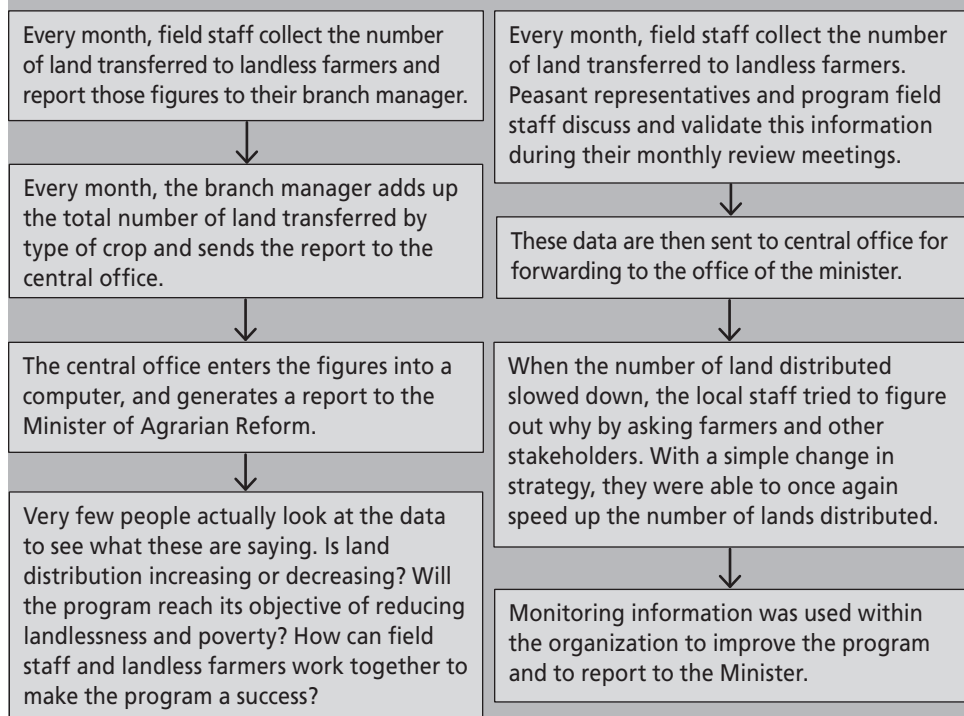 Every month, field staff collect the number
of land transferred to landless farmers and
report those figures to their branch manager.
Every month, the branch manager adds up
the total number of land transferred by
type of crop and sends the report to the
central office.
The central office enters the figures into a
computer, and generates a report to the
Minister of Agrarian Reform.
Very few people actually look at the data
to see what these are saying. Is land
distribution increasing or decreasing? Will
the program reach its objective of reducing
landlessness and poverty? How can field
staff and landless farmers work together to
make the program a success?
Every month, field staff collect the number
of land transferred to landless farmers.
Peasant representatives and program field
staff discuss and validate this information
during their monthly review meetings.
These data are then sent to central office for
forwarding to the office of the minister.
When the number of land distributed
slowed down, the local staff tried to figure
out why by asking farmers and other
stakeholders. With a simple change in
strategy, they were able to once again
speed up the number of lands distributed.
Monitoring information was used within
the organization to improve the program
and to report to the Minister.